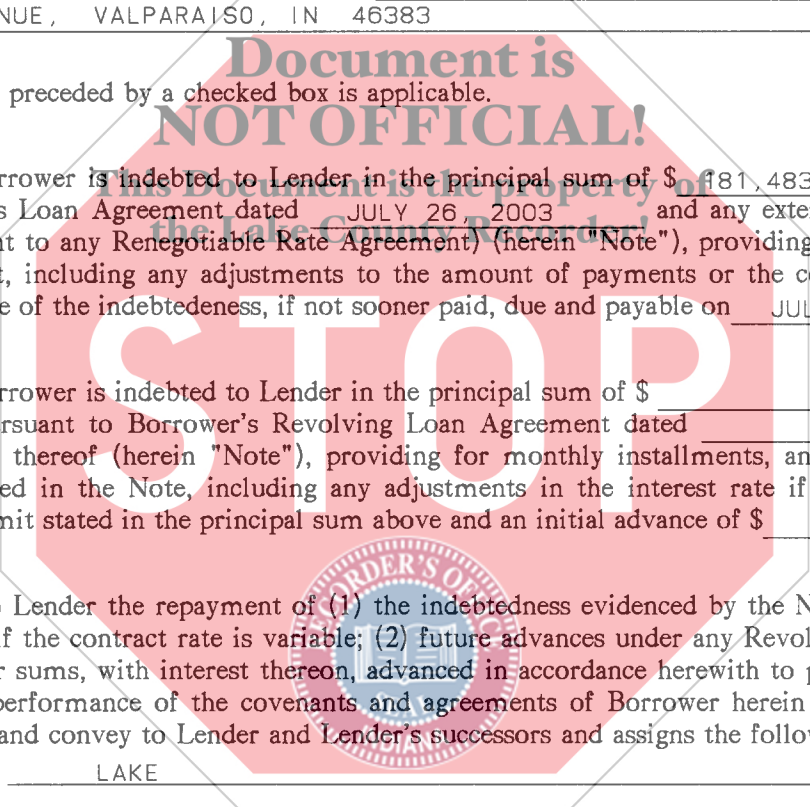 NUE, VALPARAISO, IN 46383
Document is
preceded by a checked box is applicable.
NOT OFFICIAL!
rrower is indebted to Lender in the principal sum of $ 181,483
This Document is the property of
s Loan Agreement dated JULY 26, 2003 and any exte
the Lake County Recorder!
nt to any Renegotiable Rate Agreement) (herein "Note"), providing
t, including any adjustments to the amount of payments or the c
e of the indebtedeness, if not sooner paid, due and payable on JUL
STOP
rrower is indebted to Lender in the principal sum of $
rsuant to Borrower's Revolving Loan Agreement dated
thereof (herein "Note"), providing for monthly installments, an
ed in the Note, including any adjustments in the interest rate if
mit stated in the principal sum above and an initial advance of $
RECORDER'S OFFICE
Lender the repayment of (1) the indebtedness evidenced by the N
if the contract rate is variable; (2) future advances under any Revol
r sums, with interest thereon, advanced in accordance herewith to p
performance of the covenants and agreements of Borrower herein
SEAL
and convey to Lender and Lender's successors and assigns the follow
INDIANA
LAKE